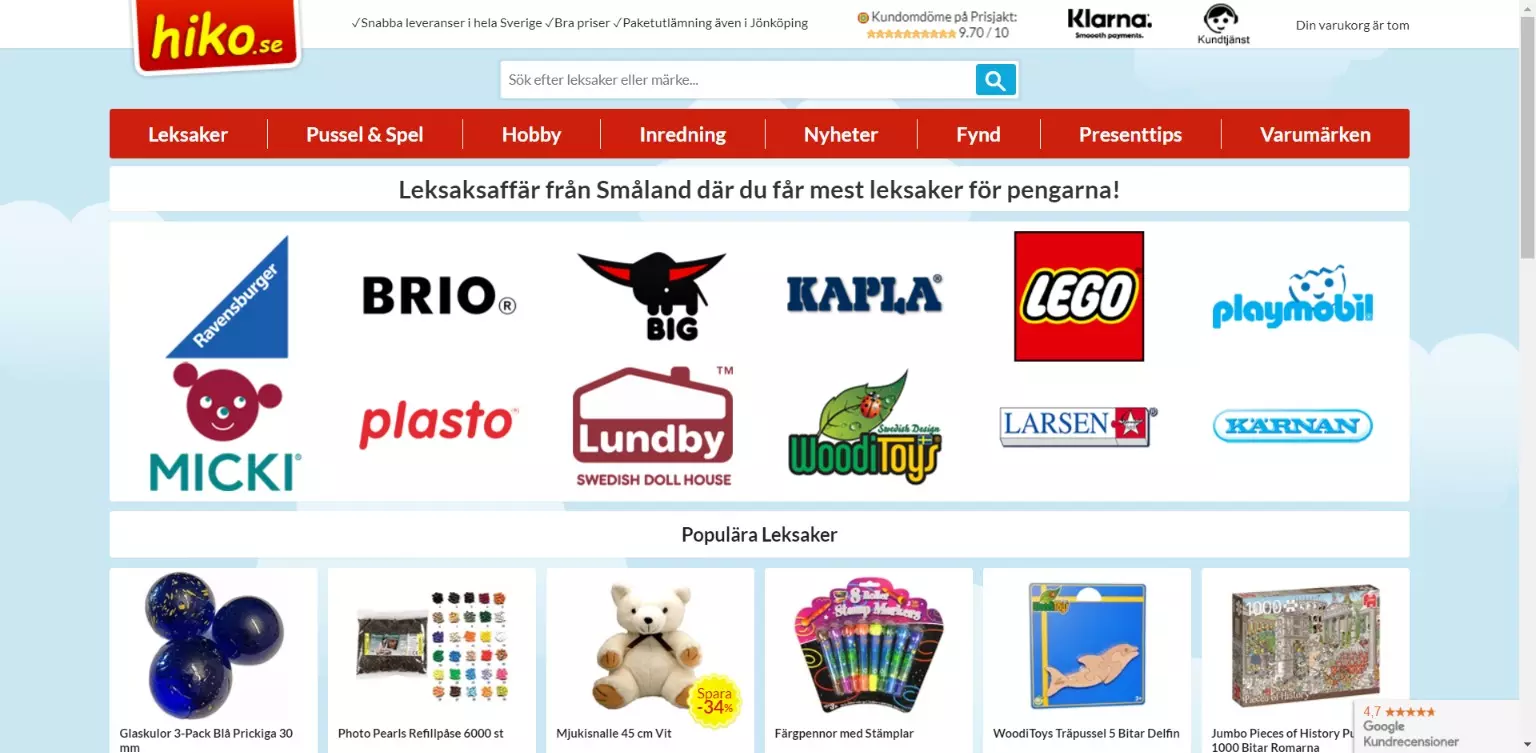 hiko.se
✓Snabba leveranser i hela Sverige ✓Bra priser ✓Paketutlämning även i Jönköping
Kundomdöme på Prisjakt:
9.70 / 10
Klarna.
Smoooth payments.
Kundtjänst
Din varukorg är tom
Sök efter leksaker eller märke...
Leksaker
Pussel & Spel
Hobby
Inredning
Nyheter
Fynd
Presenttips
Varumärken
Leksaksaffär från Småland där du får mest leksaker för pengarna!
Ravensburger
BRIO®
BIG
KAPLA®
LEGO
playmobil
MICKI®
plasto
Lundby™
SWEDISH DOLL HOUSE
Swedish Design
WoodiToys
LARSEN®
KÄRNAN
Populära Leksaker
8 Roller
Stamp Markers
Spara
-34%
WoodiToys
1000
Pieces of History
Glaskulor 3-Pack Blå Prickiga 30
mm
Photo Pearls Refillpåse 6000 st
Mjukisnalle 45 cm Vit
Färgpennor med Stämplar
WoodiToys Träpussel 5 Bitar Delfin
Jumbo Pieces of History Pu
1000 Bitar Romarna
4,7
Google
Kundrecensioner